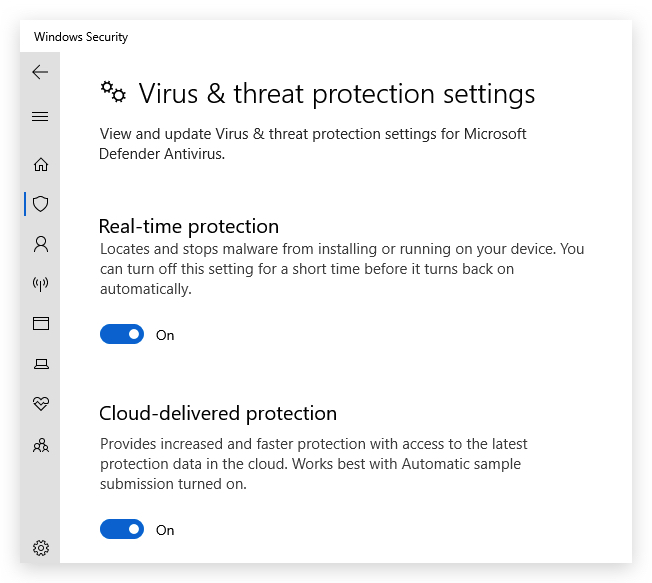 Windows Security
Virus & threat protection settings
View and update Virus & threat protection settings for Microsoft
Defender Antivirus.
Real-time protection
Locates and stops malware from installing or running on your device. You
can turn off this setting for a short time before it turns back on
automatically.
On
Cloud-delivered protection
Provides increased and faster protection with access to the latest
protection data in the cloud. Works best with Automatic sample
submission turned on.
On